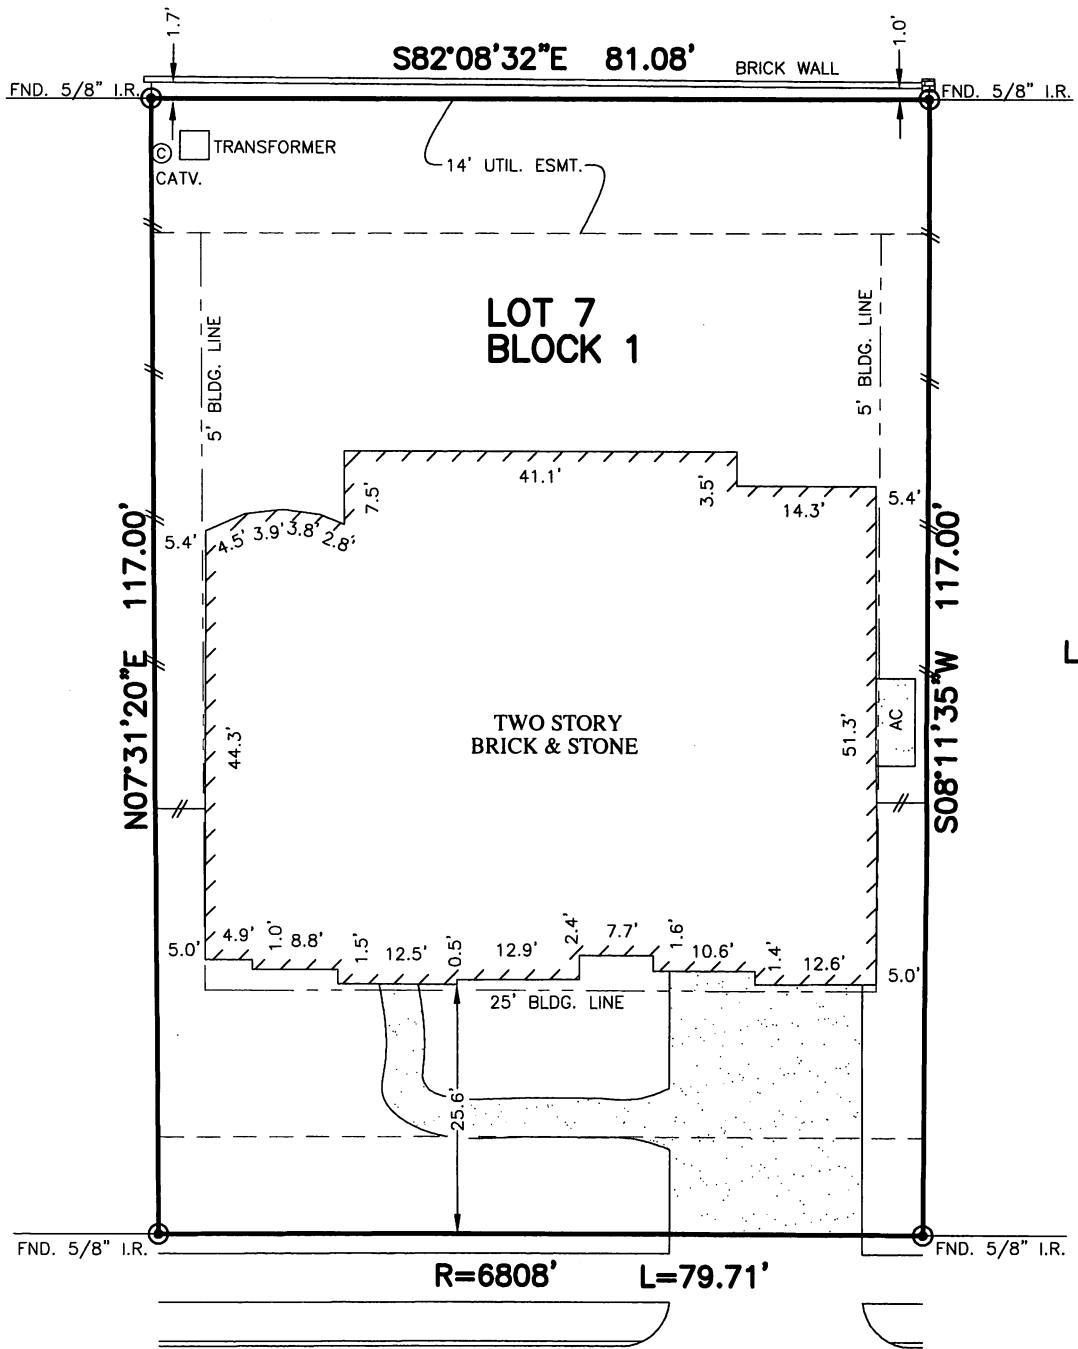 1.7'
1.0'
S82°08'32"E 81.08'
BRICK WALL
FND. 5/8" I.R.
FND. 5/8" I.R.
TRANSFORMER
C
CATV.
14' UTIL. ESMT.
LOT 7
BLOCK 1
5' BLDG. LINE
5' BLDG. LINE
41.1'
7.5'
3.5'
14.3'
5.4'
5.4'
4.5'
3.9'
3.8'
2.8'
N07°31'20"E 117.00'
S08°11'35"W 117.00'
L
TWO STORY
BRICK & STONE
44.3'
51.3'
AC
5.0'
4.9'
1.0'
8.8'
1.5'
12.5'
0.5'
12.9'
2.4'
7.7'
1.6'
10.6'
1.4'
12.6'
5.0'
25' BLDG. LINE
25.6'
FND. 5/8" I.R.
FND. 5/8" I.R.
R=6808' L=79.71'